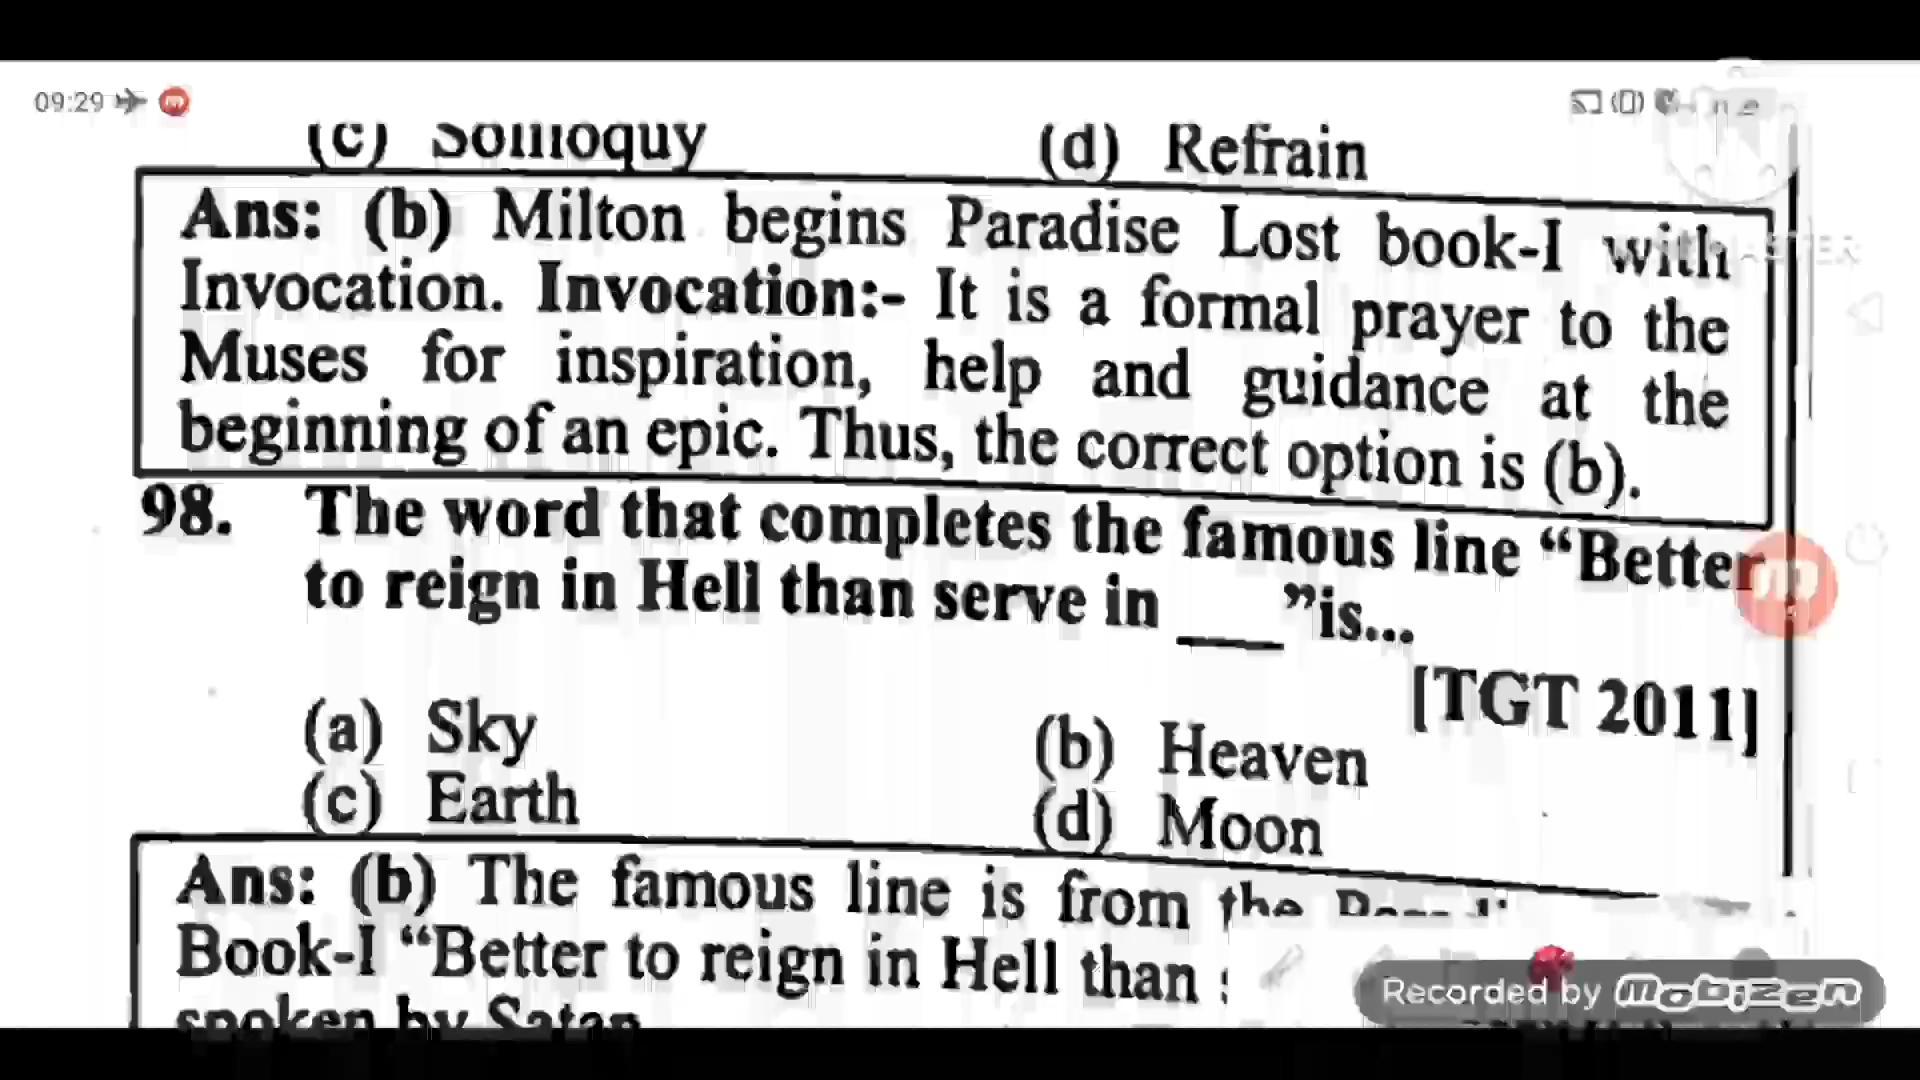 09:29
(c) Soliloquy (d) Refrain
Ans: (b) Milton begins Paradise Lost book-I with
Invocation. Invocation:- It is a formal prayer to the
Muses for inspiration, help and guidance at the
beginning of an epic. Thus, the correct option is (b).
98. The word that completes the famous line “Better
to reign in Hell than serve in ___ ”is...
[TGT 2011]
(a) Sky (b) Heaven
(c) Earth (d) Moon
Ans: (b) The famous line is from the
Book-I “Better to reign in Hell than
spoken by Satan
Recorded by mobizen